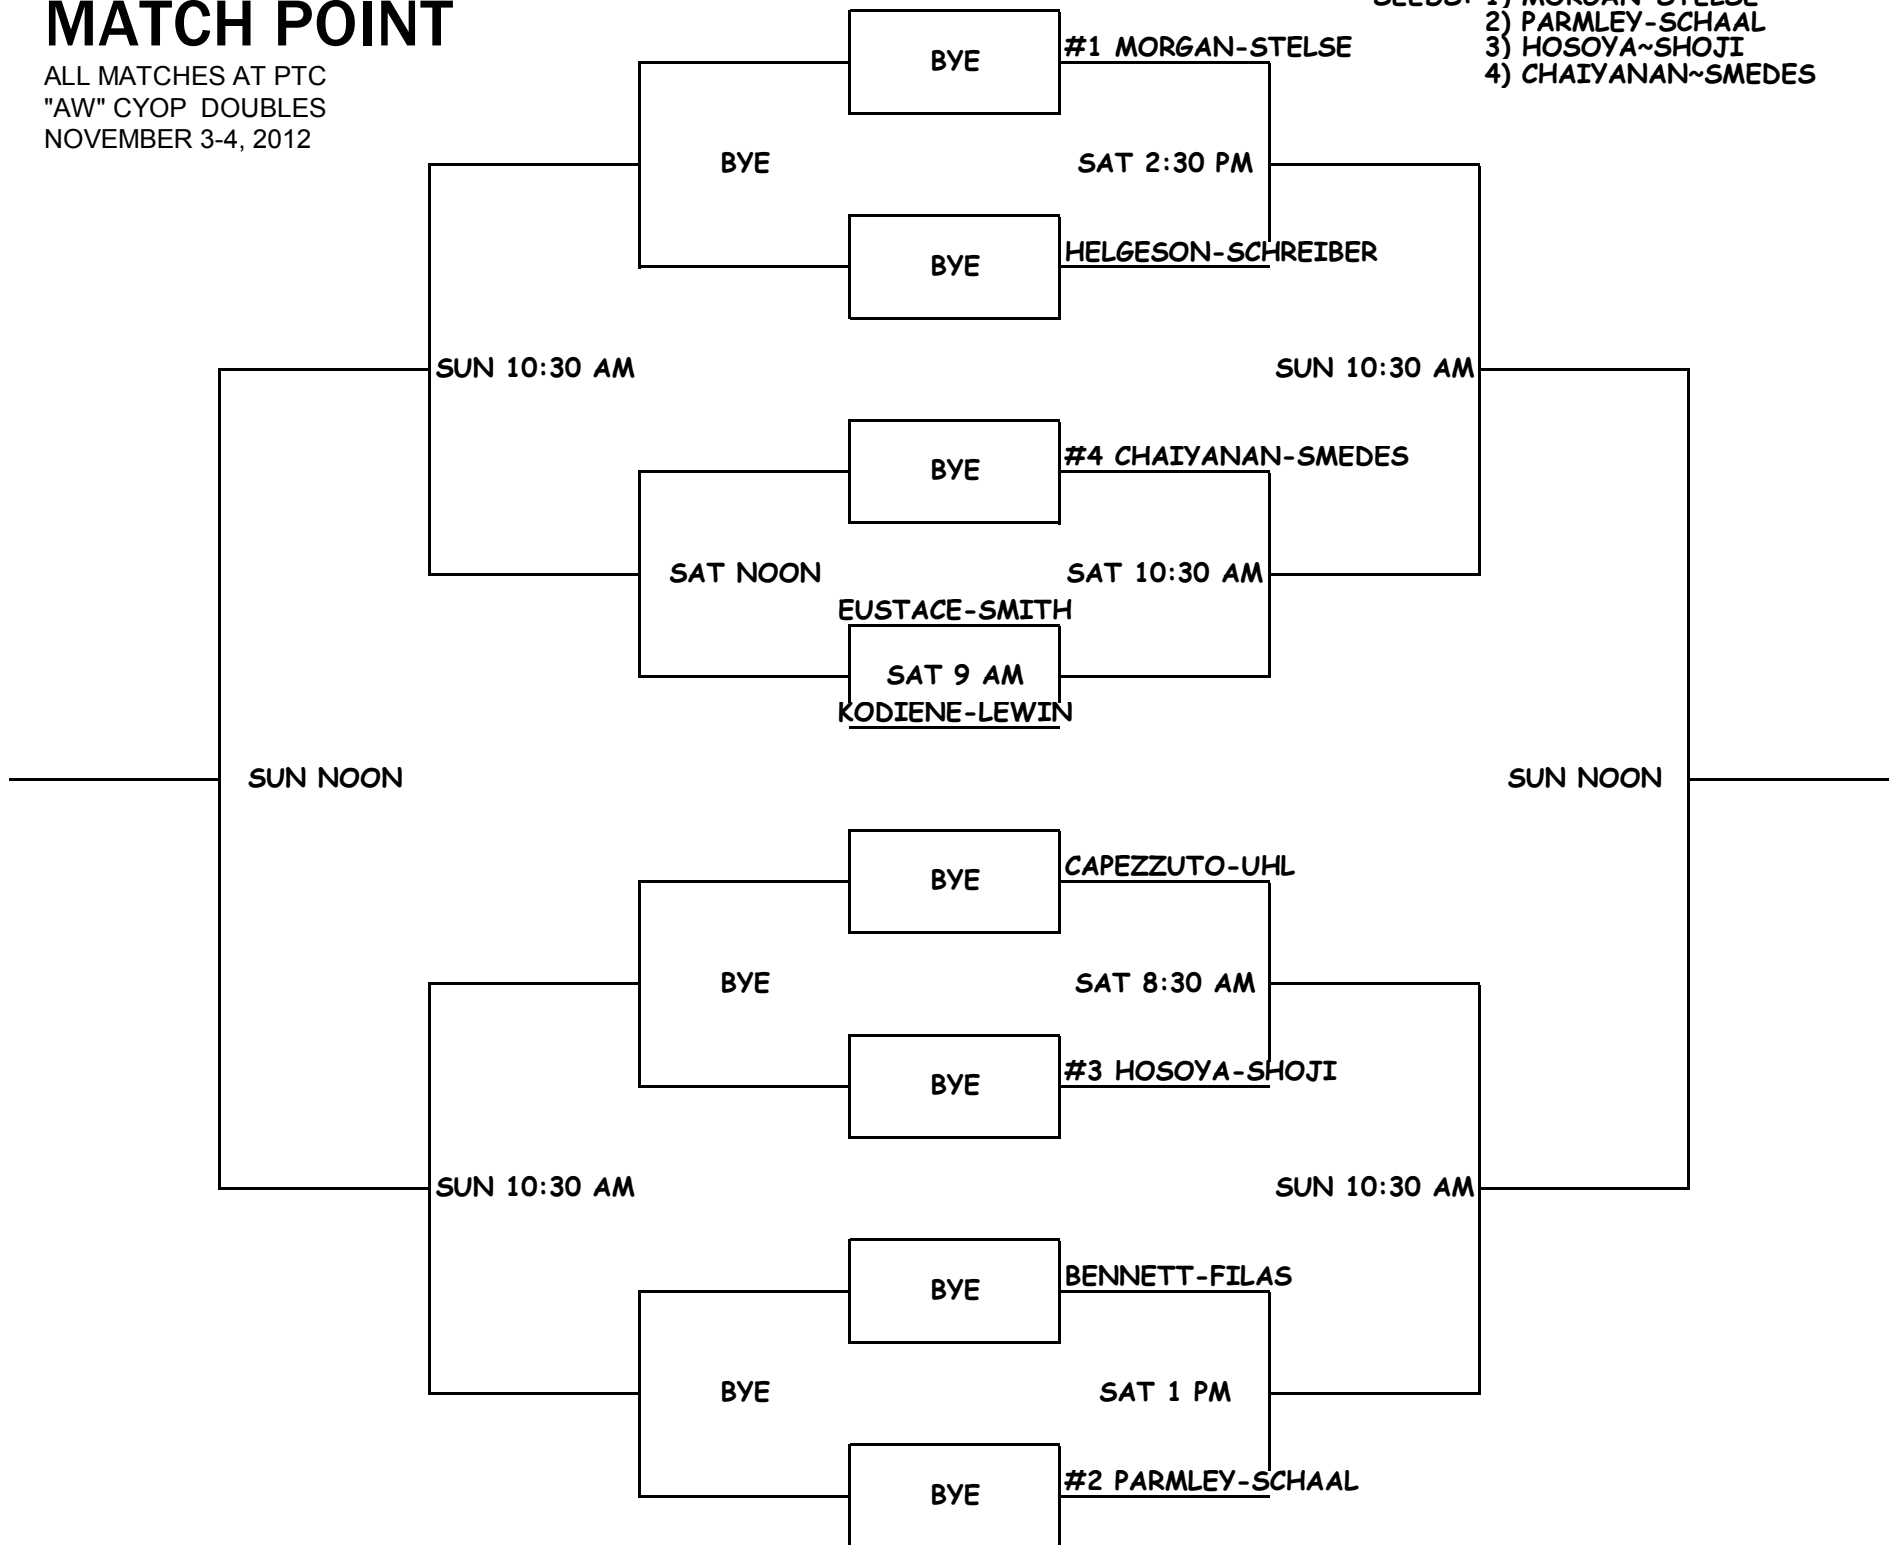 MATCH POINT
ALL MATCHES AT PTC
"AW" CYOP DOUBLES
NOVEMBER 3-4, 2012
SEEDS: 1) MORGAN-STELSE
2) PARMLEY-SCHAAL
3) HOSOYA~SHOJI
4) CHAIYANAN~SMEDES
BYE
#1 MORGAN-STELSE
BYE
SAT 2:30 PM
BYE
HELGESON-SCHREIBER
SUN 10:30 AM
SUN 10:30 AM
BYE
#4 CHAIYANAN-SMEDES
SAT NOON
SAT 10:30 AM
EUSTACE-SMITH
SAT 9 AM
KODIENE-LEWIN
SUN NOON
SUN NOON
BYE
CAPEZZUTO-UHL
BYE
SAT 8:30 AM
BYE
#3 HOSOYA-SHOJI
SUN 10:30 AM
SUN 10:30 AM
BYE
BENNETT-FILAS
BYE
SAT 1 PM
BYE
#2 PARMLEY-SCHAAL